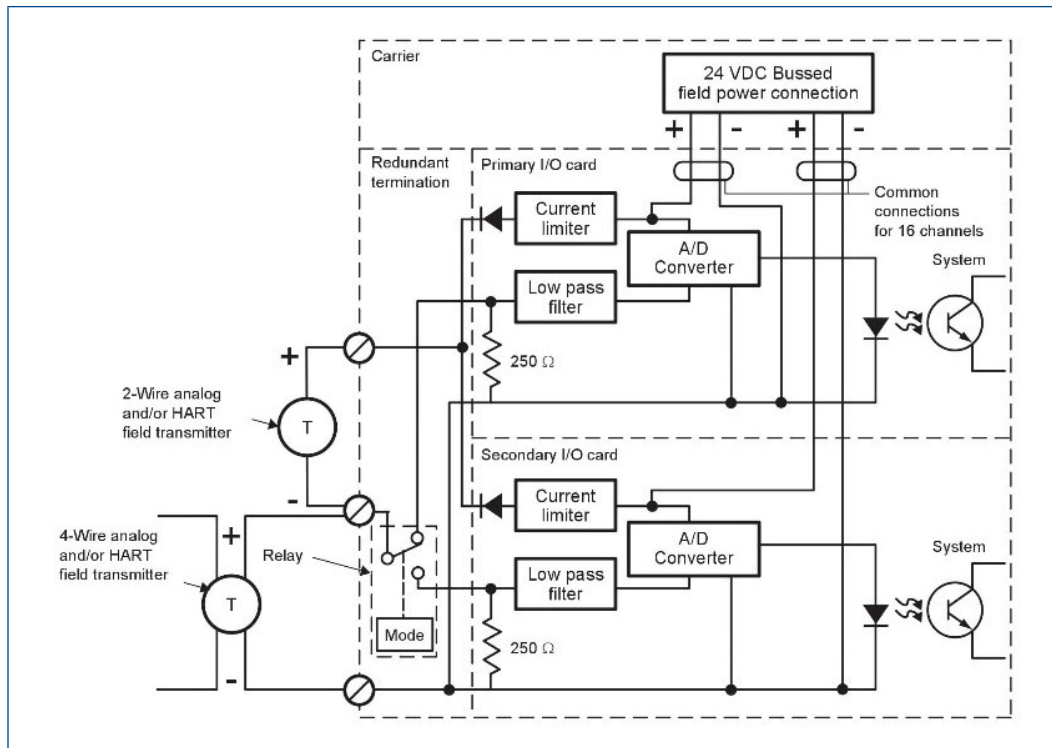 Carrier
24 VDC Bussed
field power connection
+ - + -
Redundant
termination
Primary I/O card
Common
connections
for 16 channels
Current
limiter
A/D
Converter
System
Low pass
filter
250 Ω
+
2-Wire analog
and/or HART
field transmitter
T
-
Secondary I/O card
Current
limiter
A/D
Converter
System
4-Wire analog
and/or HART
field transmitter
+
T
-
Relay
Low pass
filter
Mode
250 Ω